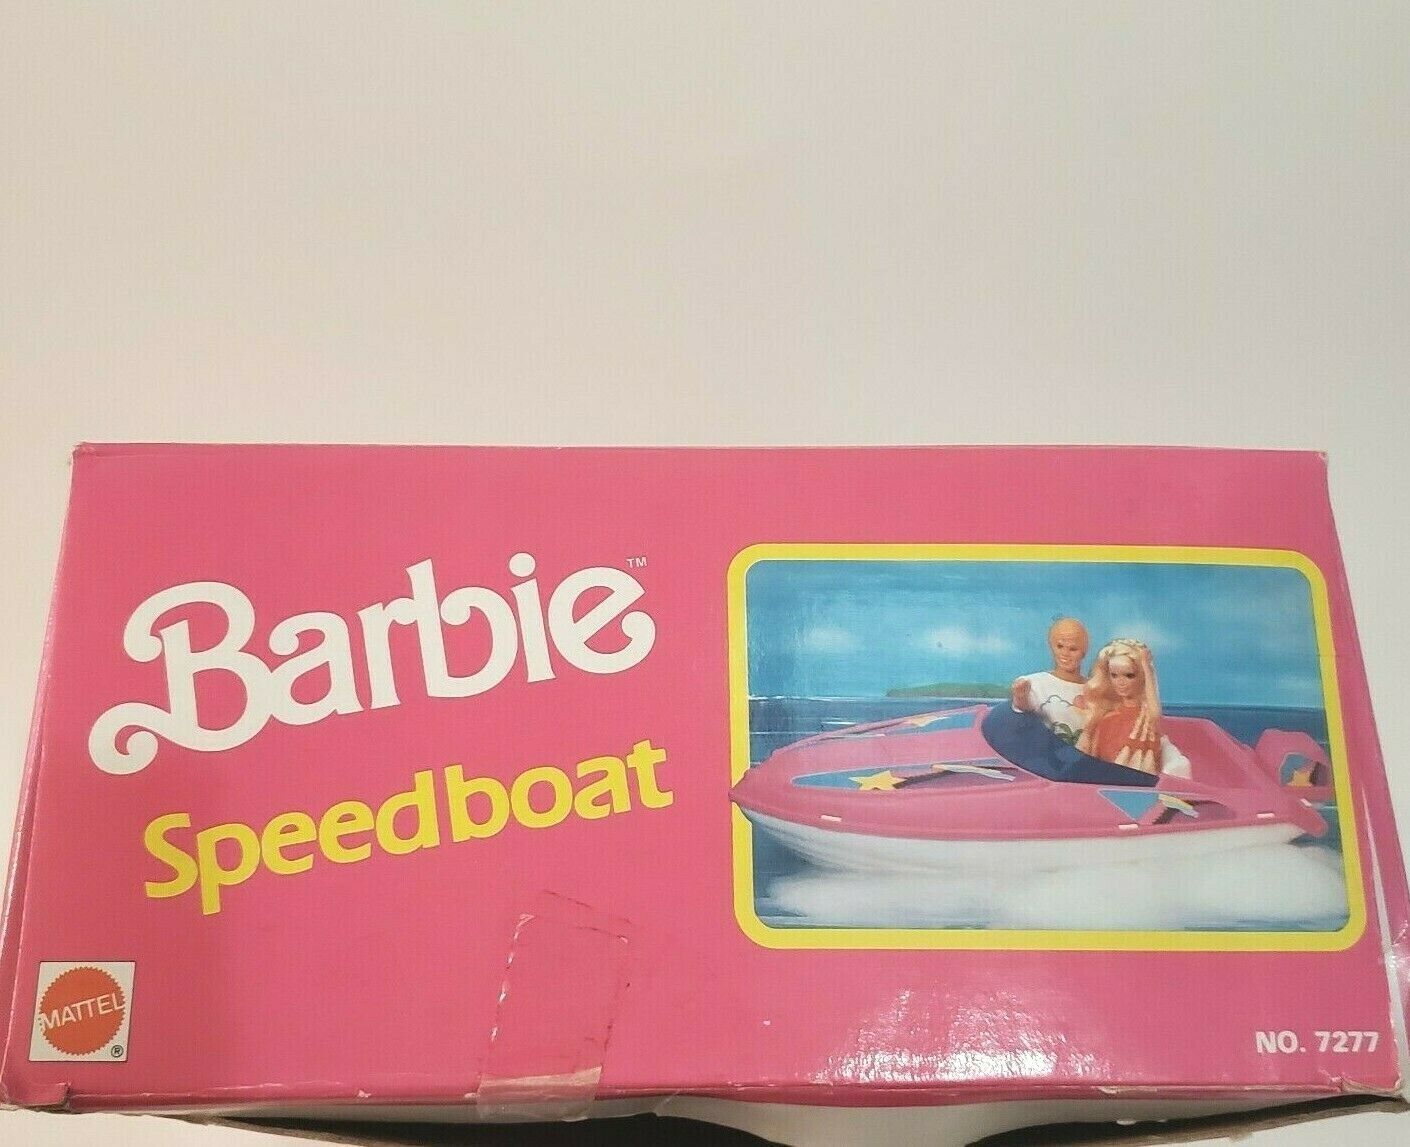 Barbie™
Speedboat
MATTEL
®
NO. 7277